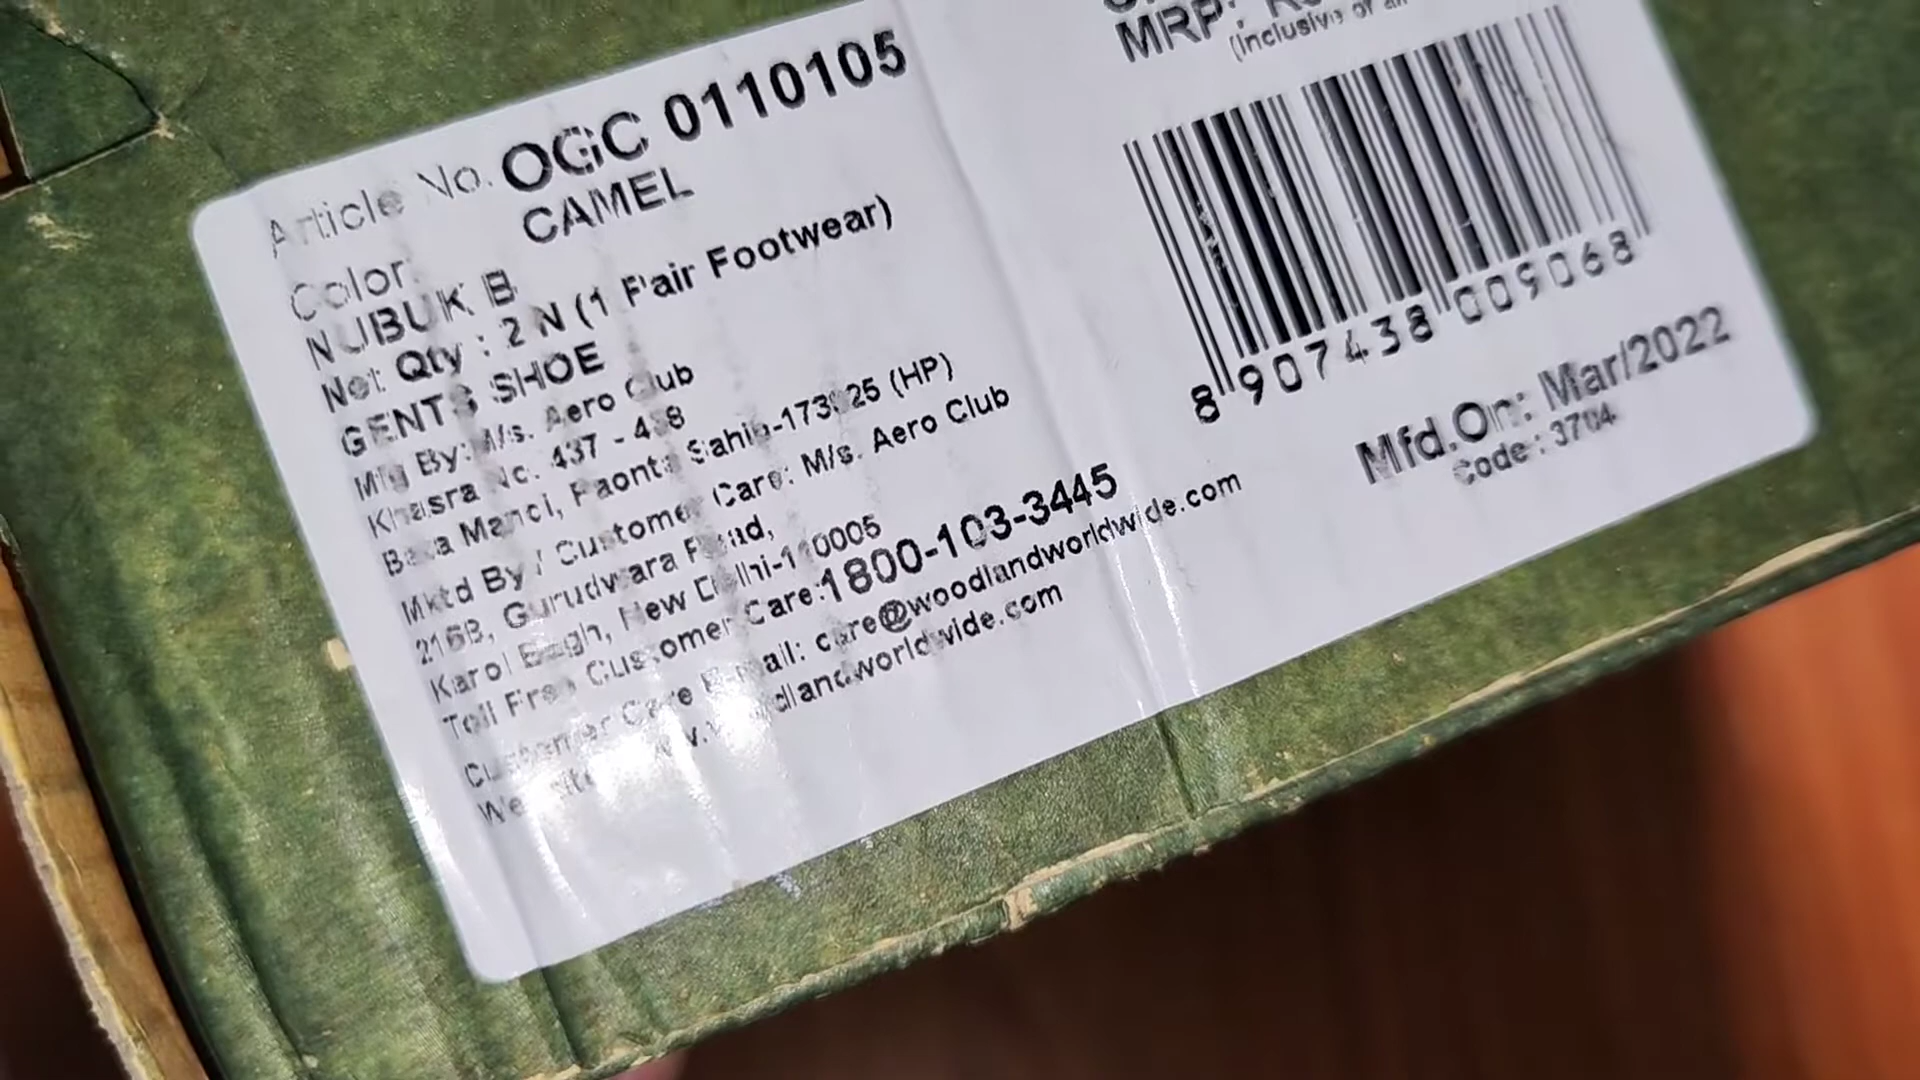 Article No. OGC 0110105
Color: CAMEL
NUBUK B
Net Qty : 2 N (1 Pair Footwear)
GENTS SHOE
Mfg By: M/s. Aero Club
Khasra No. 437 - 438
Paonta Sahib-173025 (HP)
Mktd By / Customer Care: M/s. Aero Club
216B, Gurudwara Road,
Karol Bagh, New Delhi-110005
Toll Free Customer Care:1800-103-3445
Customer Care E-mail: care@woodlandworldwide.com
Website
MRP:
(Inclusive of all
8 907438 009068
Mfd.On: Mar/2022
Code : 3704